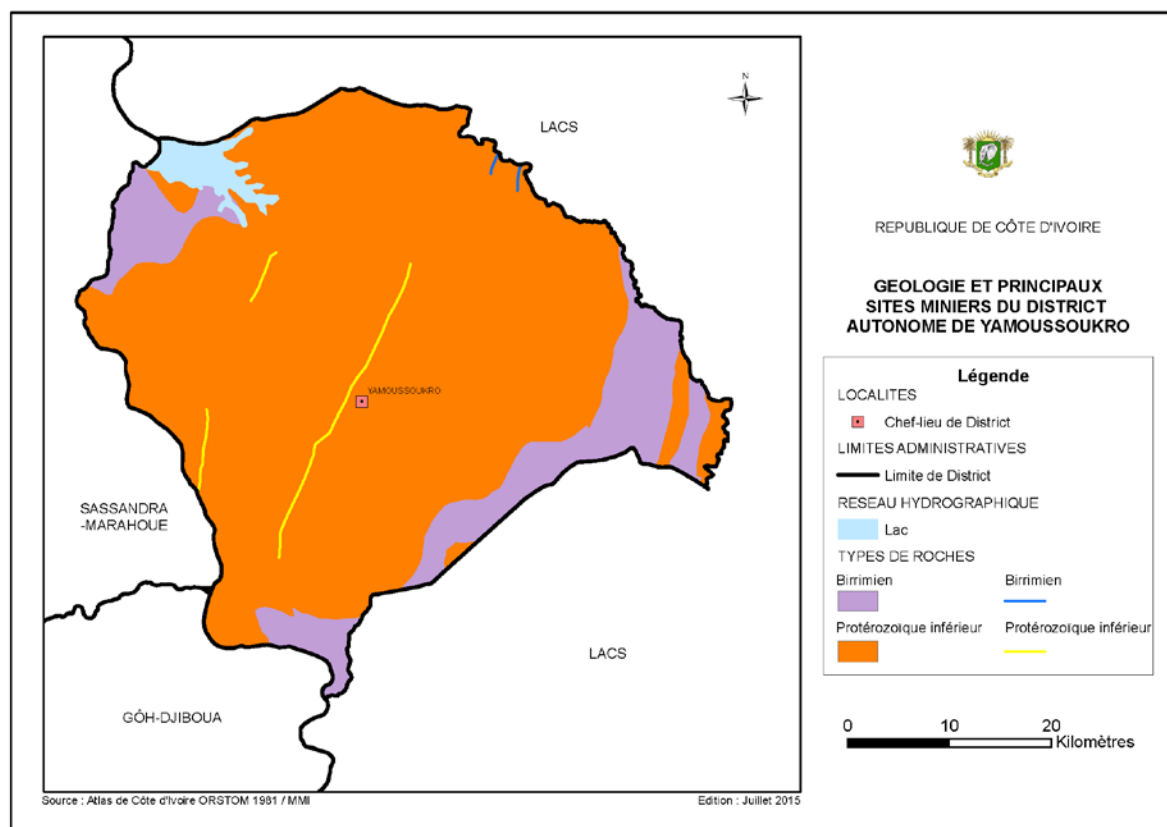 N
LACS
YAMOUSSOUKRO
SASSANDRA
-MARAHOUE
LACS
GÔH-DJIBOUA
Source : Atlas de Côte d'Ivoire ORSTOM 1981 / MMI
Edition : Juillet 2015
REPUBLIQUE DE CÔTE D'IVOIRE
GEOLOGIE ET PRINCIPAUX
SITES MINIERS DU DISTRICT
AUTONOME DE YAMOUSSOUKRO
Légende
LOCALITES
Chef-lieu de District
LIMITES ADMINISTRATIVES
Limite de District
RESEAU HYDROGRAPHIQUE
Lac
TYPES DE ROCHES
Birrimien
Birrimien
Protérozoïque inférieur
Protérozoïque inférieur
0 10 20
Kilomètres